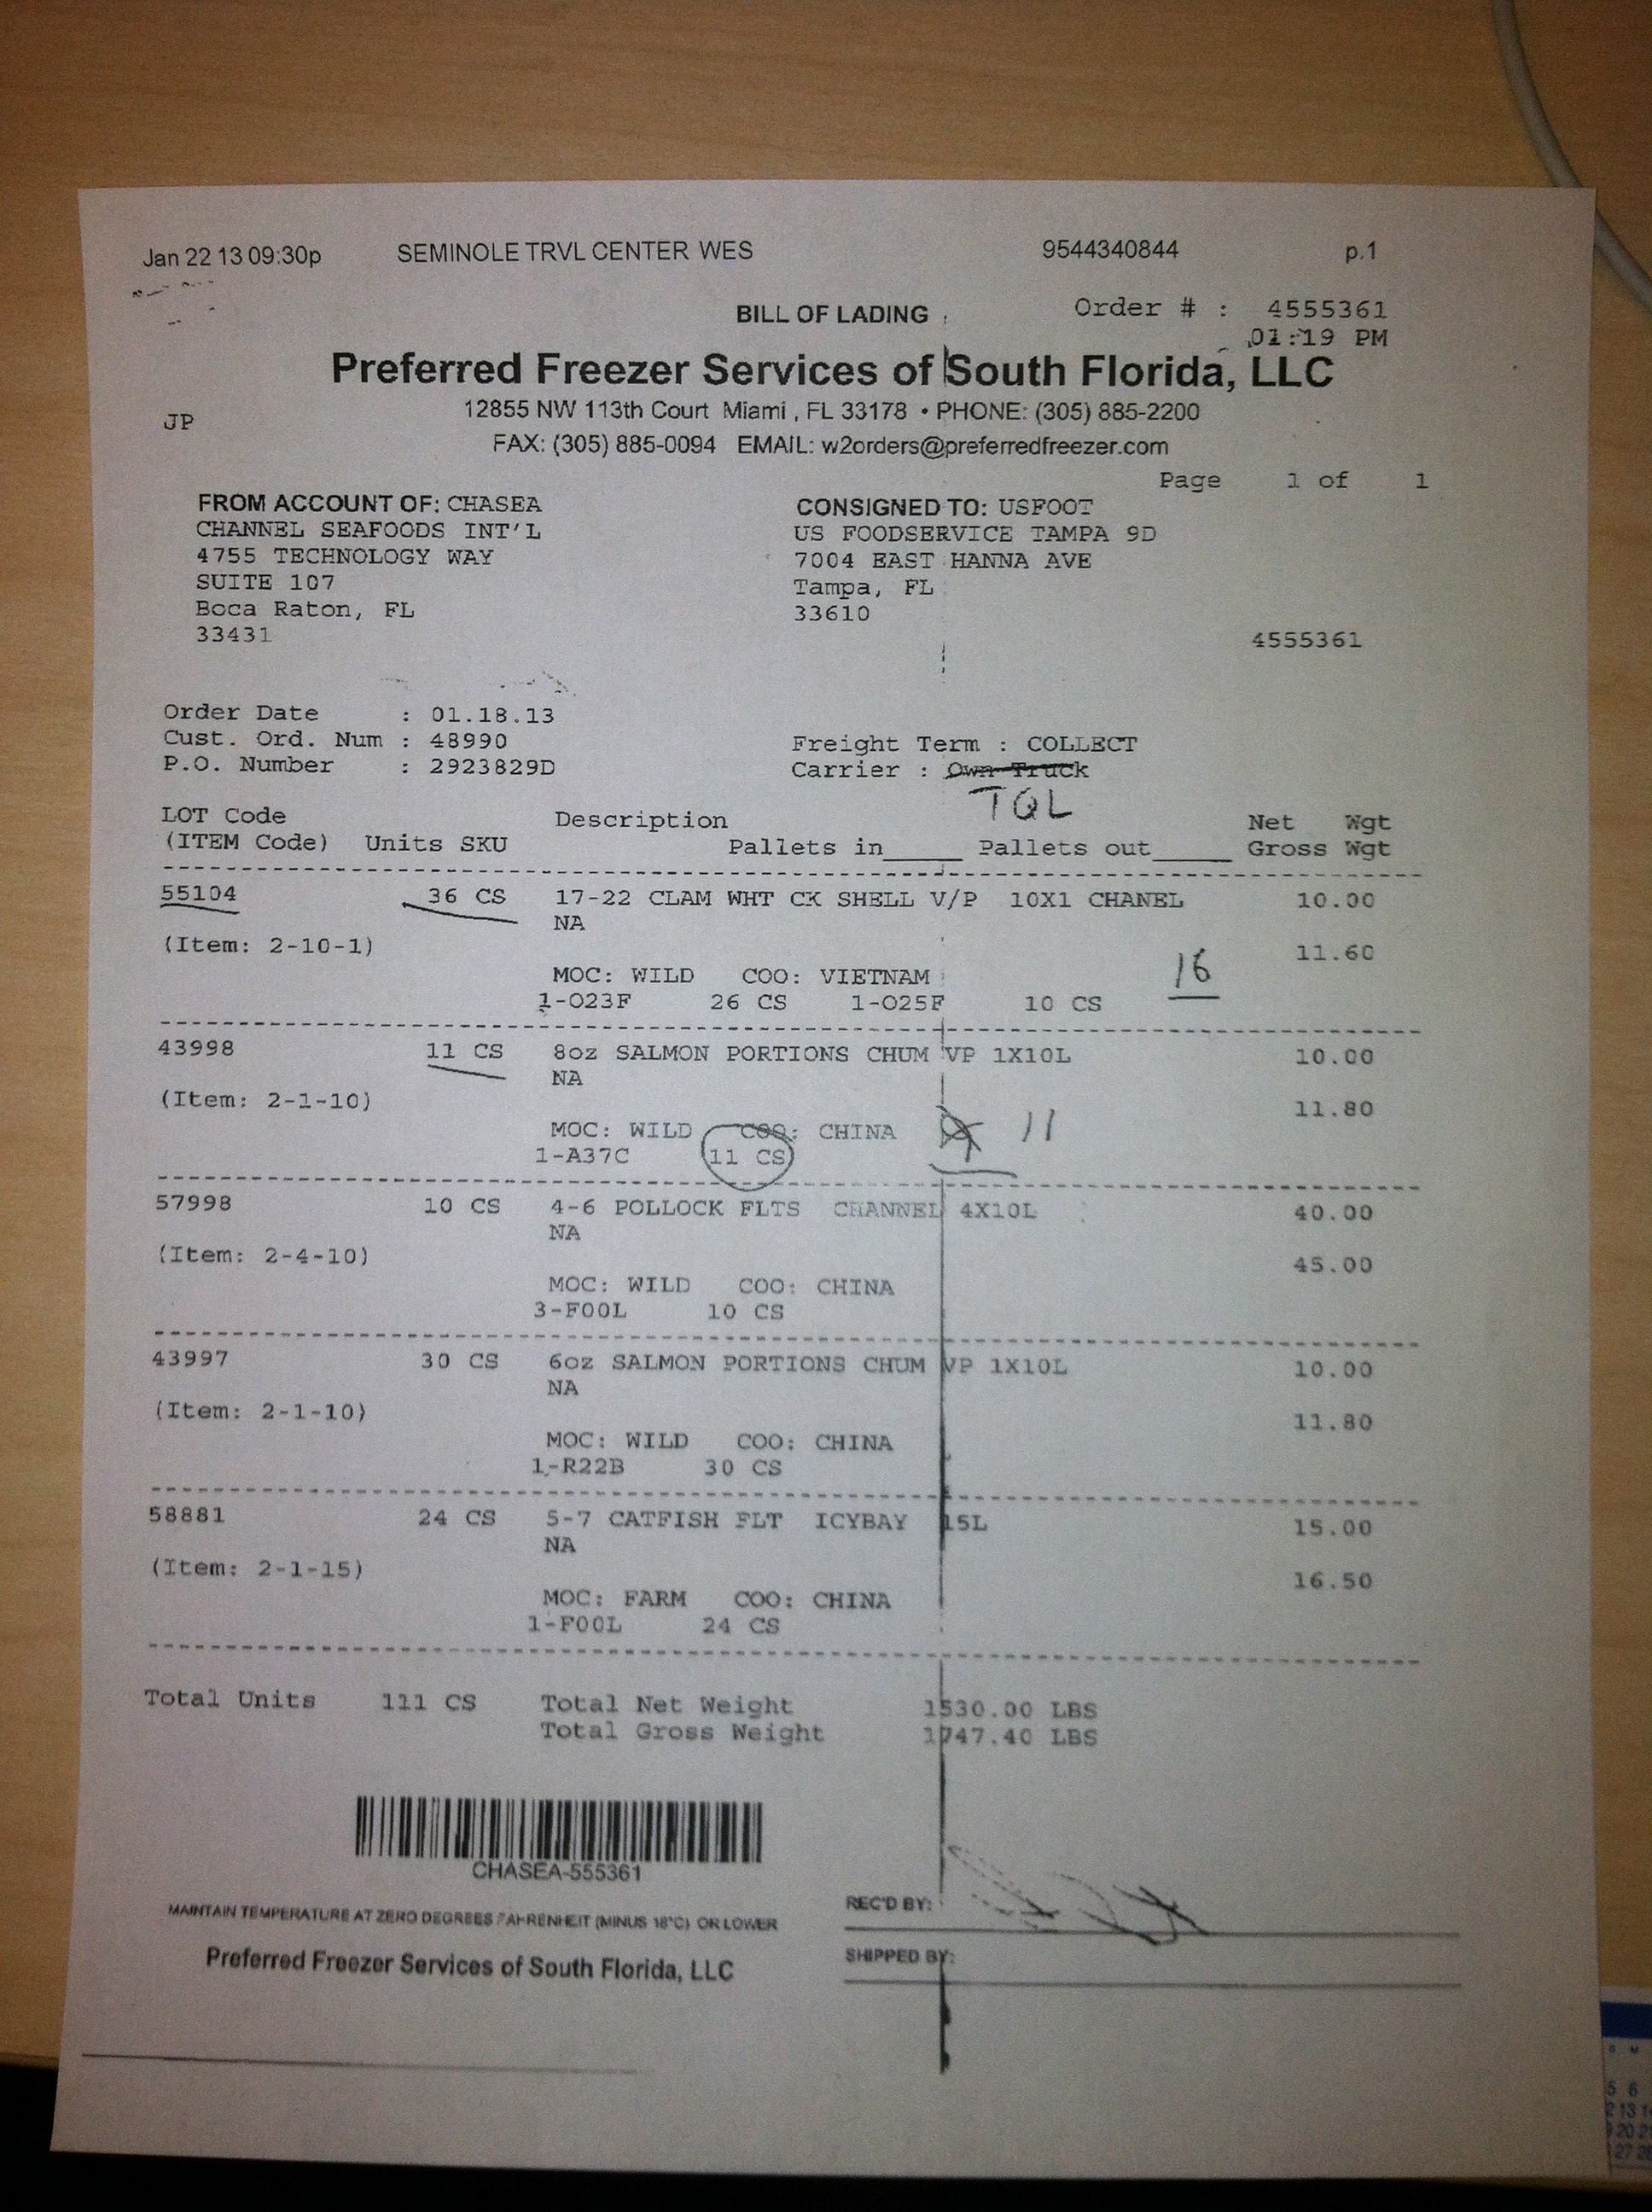 Jan 22 13 09:30p SEMINOLE TRVL CENTER WES 9544340844 p.1
BILL OF LADING Order # : 4555361
01:19 PM
Preferred Freezer Services of South Florida, LLC
12855 NW 113th Court Miami , FL 33178 • PHONE: (305) 885-2200
JP
FAX: (305) 885-0094 EMAIL: w2orders@preferredfreezer.com
Page 1 of 1
FROM ACCOUNT OF: CHASEA CONSIGNED TO: USFOOT
CHANNEL SEAFOODS INT'L US FOODSERVICE TAMPA 9D
4755 TECHNOLOGY WAY 7004 EAST HANNA AVE
SUITE 107 Tampa, FL
Boca Raton, FL 33610
33431 4555361
Order Date : 01.18.13
Cust. Ord. Num : 48990 Freight Term : COLLECT
P.O. Number : 2923829D Carrier : Own Truck
TQL
LOT Code Description Net Wgt
(ITEM Code) Units SKU Pallets in_____ Pallets out_____ Gross Wgt
55104 36 CS 17-22 CLAM WHT CK SHELL V/P 10X1 CHANEL 10.00
NA
(Item: 2-10-1) 11.60
MOC: WILD COO: VIETNAM 16
1-O23F 26 CS 1-O25F 10 CS
43998 11 CS 8oz SALMON PORTIONS CHUM VP 1X10L 10.00
NA
(Item: 2-1-10) 11.80
MOC: WILD COO: CHINA 11
1-A37C 11 CS
57998 10 CS 4-6 POLLOCK FLTS CHANNEL 4X10L 40.00
NA
(Item: 2-4-10) 45.00
MOC: WILD COO: CHINA
3-F00L 10 CS
43997 30 CS 6oz SALMON PORTIONS CHUM VP 1X10L 10.00
NA
(Item: 2-1-10) 11.80
MOC: WILD COO: CHINA
1-R22B 30 CS
58881 24 CS 5-7 CATFISH FLT ICYBAY 15L 15.00
NA
(Item: 2-1-15) 16.50
MOC: FARM COO: CHINA
1-F00L 24 CS
Total Units 111 CS Total Net Weight 1530.00 LBS
Total Gross Weight 1747.40 LBS
CHASEA-555361
MAINTAIN TEMPERATURE AT ZERO DEGREES FAHRENHEIT (MINUS 18°C) OR LOWER REC'D BY:
Preferred Freezer Services of South Florida, LLC SHIPPED BY: